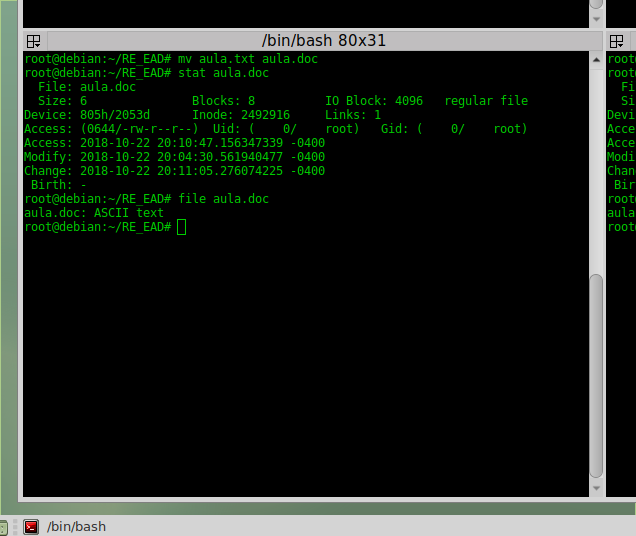 /bin/bash 80x31
root@debian:~/RE_EAD# mv aula.txt aula.doc
root@debian:~/RE_EAD# stat aula.doc
  File: aula.doc
  Size: 6               Blocks: 8          IO Block: 4096   regular file
Device: 805h/2053d      Inode: 2492916     Links: 1
Access: (0644/-rw-r--r--)  Uid: (    0/    root)   Gid: (    0/    root)
Access: 2018-10-22 20:10:47.156347339 -0400
Modify: 2018-10-22 20:04:30.561940477 -0400
Change: 2018-10-22 20:11:05.276074225 -0400
 Birth: -
root@debian:~/RE_EAD# file aula.doc
aula.doc: ASCII text
root@debian:~/RE_EAD#
root
root
Fi
Si
Devi
Acce
Acce
Modi
Chan
Bi
root
aula
root
/bin/bash